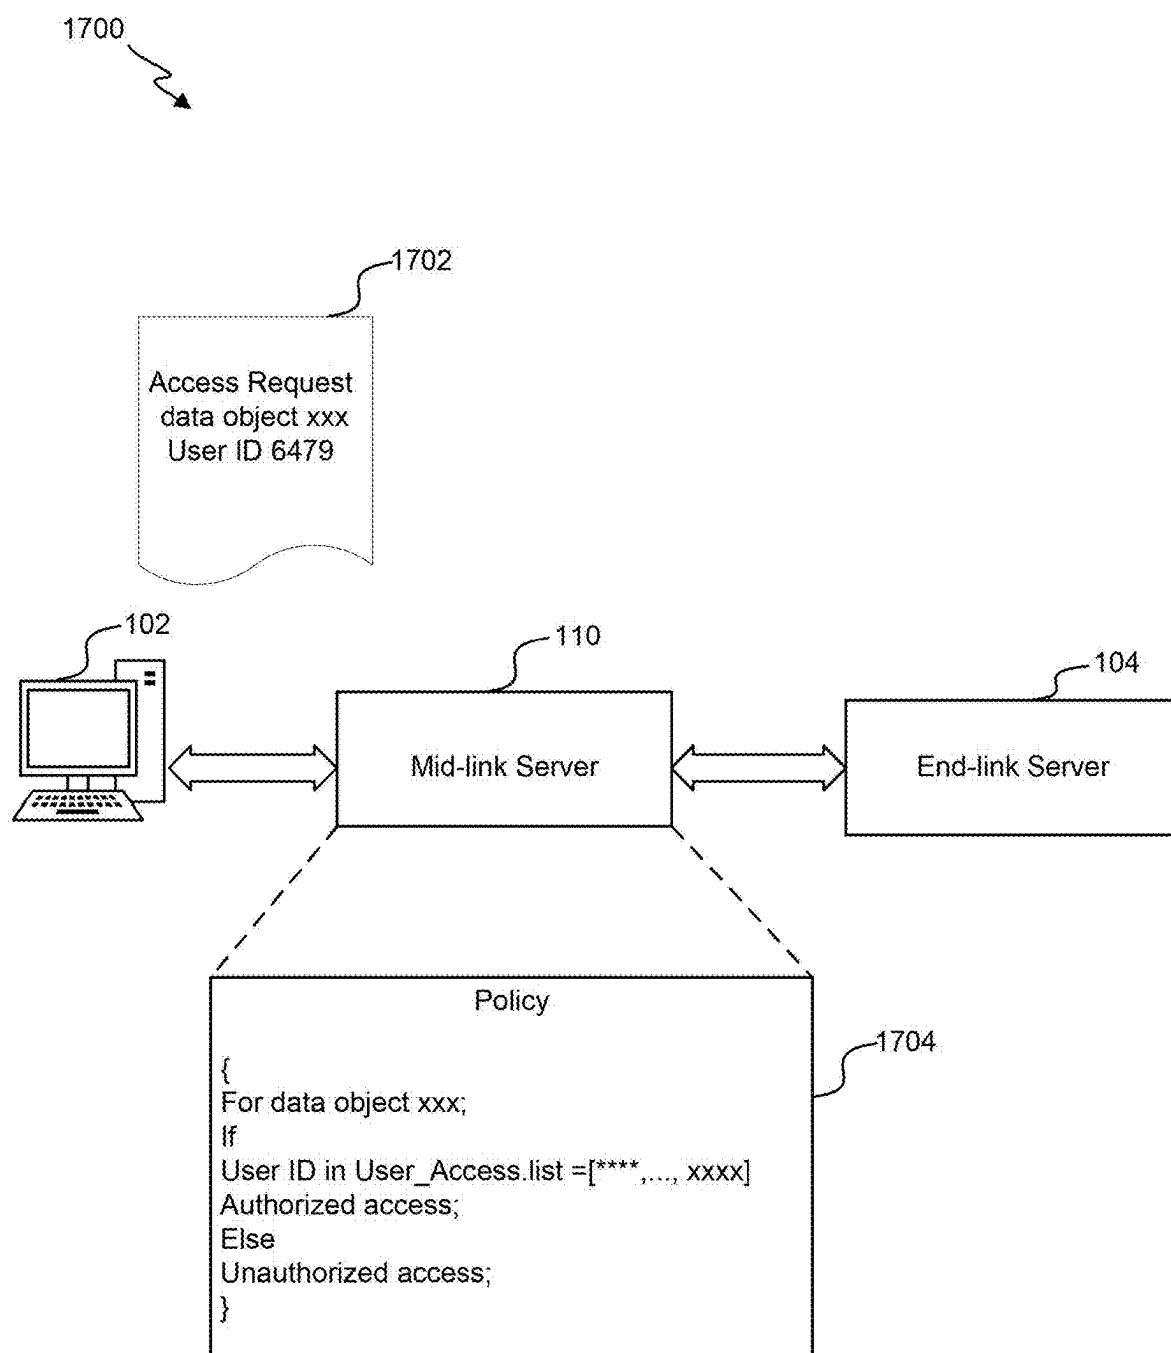 1700
1702
Access Request
data object xxx
User ID 6479
102
110
104
Mid-link Server
End-link Server
Policy
1704
{
For data object xxx;
If
User ID in User_Access.list =[****,..., xxxx]
Authorized access;
Else
Unauthorized access;
}